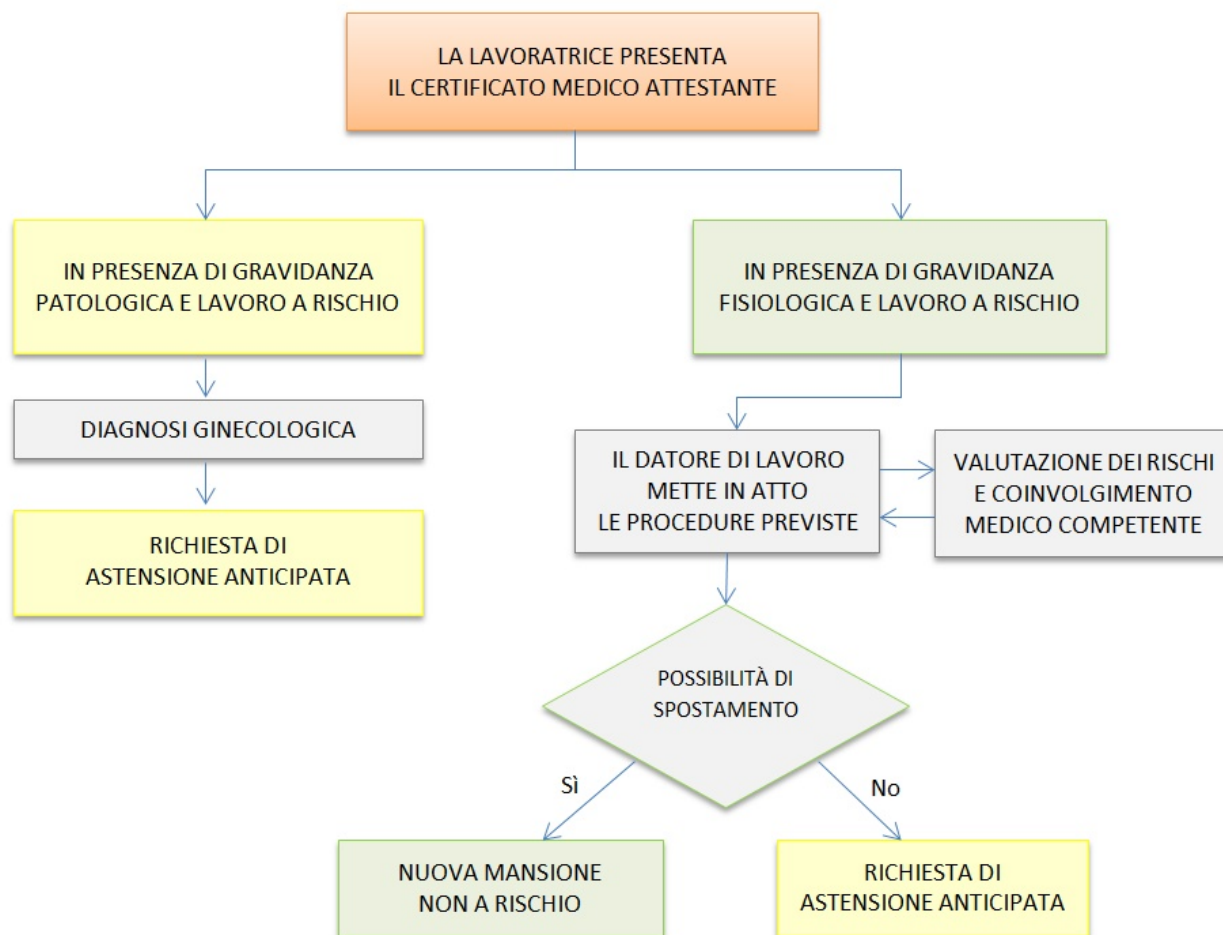 LA LAVORATRICE PRESENTA
IL CERTIFICATO MEDICO ATTESTANTE
IN PRESENZA DI GRAVIDANZA
PATOLOGICA E LAVORO A RISCHIO
IN PRESENZA DI GRAVIDANZA
FISIOLOGICA E LAVORO A RISCHIO
DIAGNOSI GINECOLOGICA
IL DATORE DI LAVORO
METTE IN ATTO
LE PROCEDURE PREVISTE
VALUTAZIONE DEI RISCHI
E COINVOLGIMENTO
MEDICO COMPETENTE
RICHIESTA DI
ASTENSIONE ANTICIPATA
POSSIBILITÀ DI
SPOSTAMENTO
Sì
No
NUOVA MANSIONE
NON A RISCHIO
RICHIESTA DI
ASTENSIONE ANTICIPATA